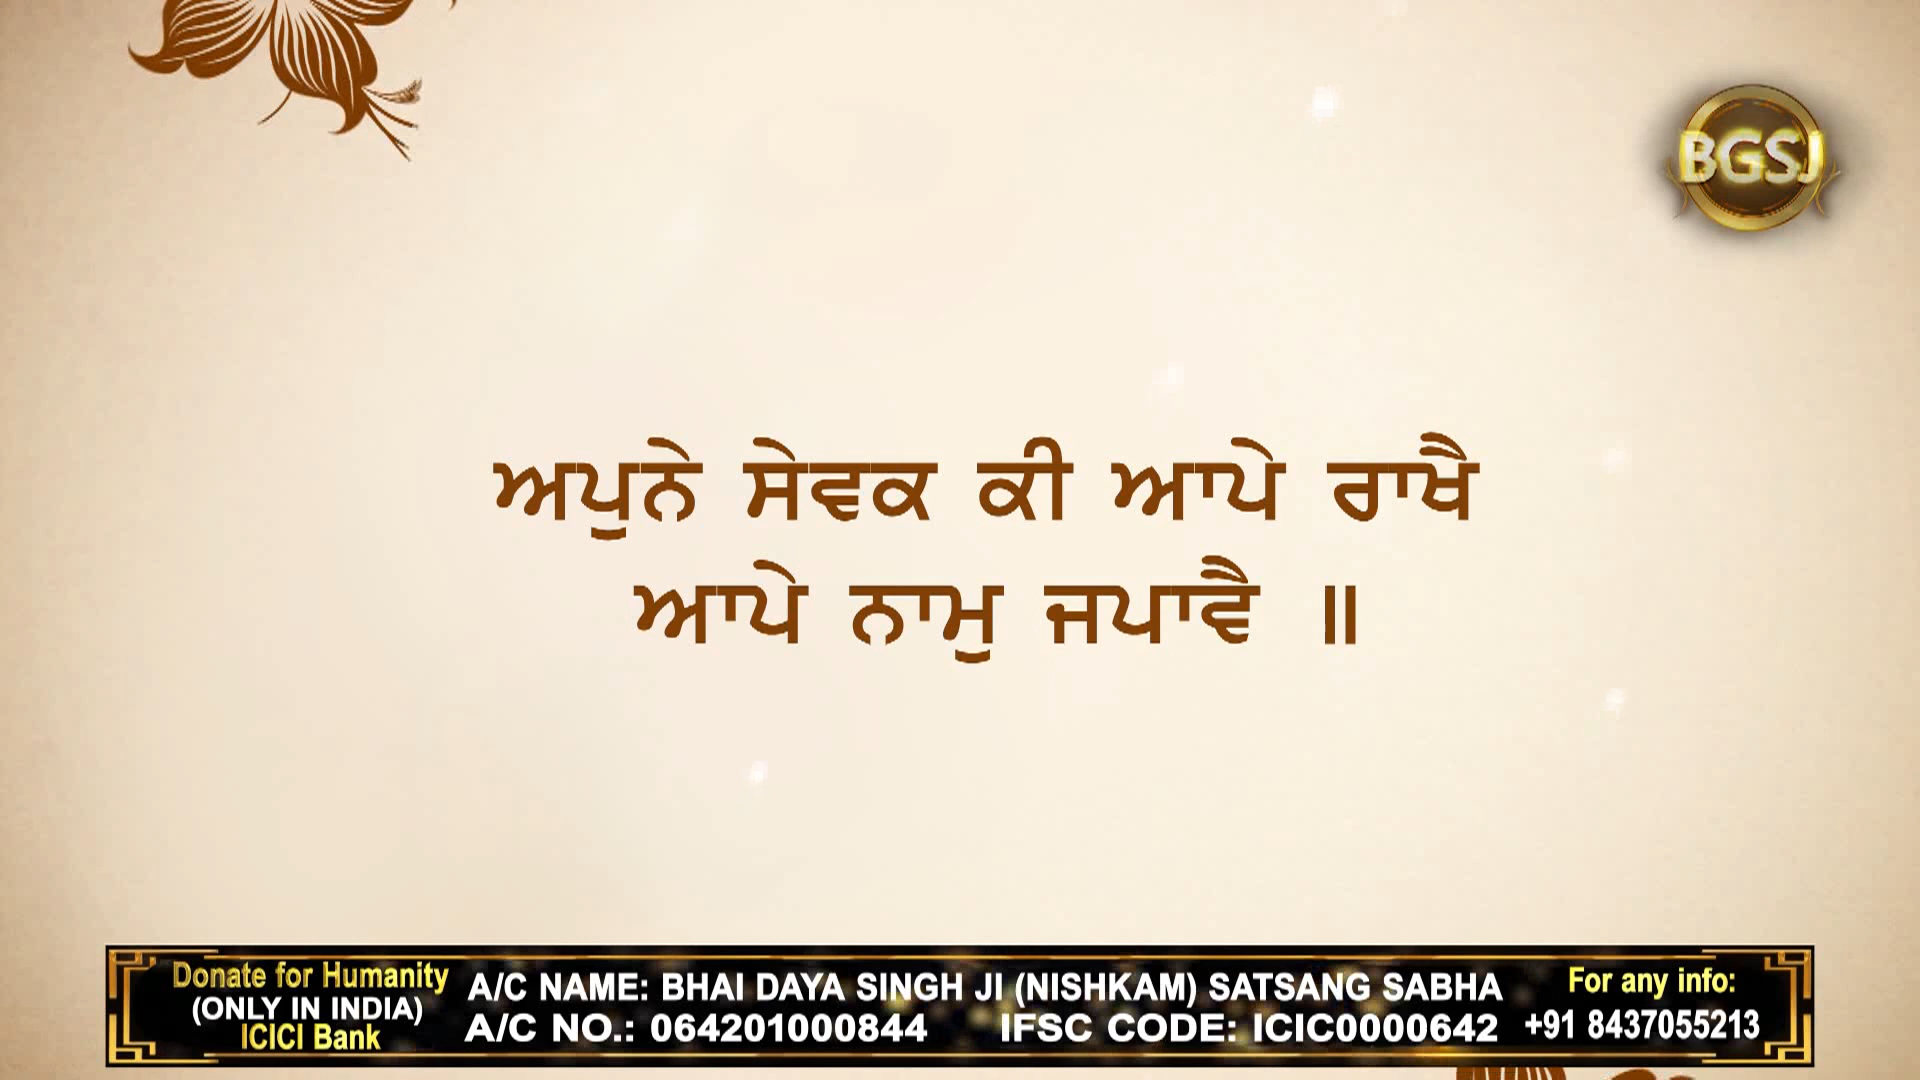 BGSJ
ਅਪੁਨੇ ਸੇਵਕ ਕੀ ਆਪੇ ਰਾਖੈ
ਆਪੇ ਨਾਮੁ ਜਪਾਵੈ ॥
Donate for Humanity
(ONLY IN INDIA)
ICICI Bank
A/C NAME: BHAI DAYA SINGH JI (NISHKAM) SATSANG SABHA
A/C NO.: 064201000844 IFSC CODE: ICIC0000642
For any info:
+91 8437055213